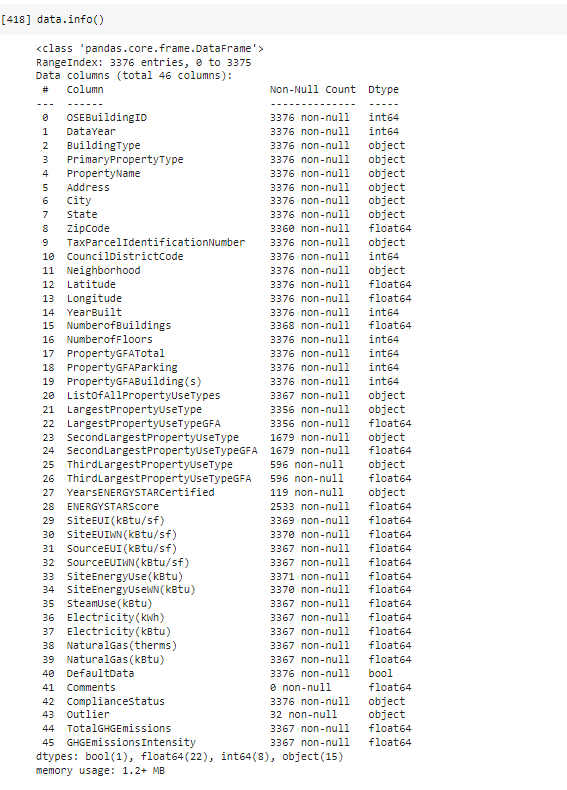 [418] data.info()
<class 'pandas.core.frame.DataFrame'>
RangeIndex: 3376 entries, 0 to 3375
Data columns (total 46 columns):
 #   Column                           Non-Null Count  Dtype
---  ------                           --------------  -----
 0   OSEBuildingID                    3376 non-null   int64
 1   DataYear                         3376 non-null   int64
 2   BuildingType                     3376 non-null   object
 3   PrimaryPropertyType              3376 non-null   object
 4   PropertyName                     3376 non-null   object
 5   Address                          3376 non-null   object
 6   City                             3376 non-null   object
 7   State                            3376 non-null   object
 8   ZipCode                          3360 non-null   float64
 9   TaxParcelIdentificationNumber    3376 non-null   object
 10  CouncilDistrictCode              3376 non-null   int64
 11  Neighborhood                     3376 non-null   object
 12  Latitude                         3376 non-null   float64
 13  Longitude                        3376 non-null   float64
 14  YearBuilt                        3376 non-null   int64
 15  NumberofBuildings                3368 non-null   float64
 16  NumberofFloors                   3376 non-null   int64
 17  PropertyGFATotal                 3376 non-null   int64
 18  PropertyGFAParking               3376 non-null   int64
 19  PropertyGFABuilding(s)           3376 non-null   int64
 20  ListOfAllPropertyUseTypes        3367 non-null   object
 21  LargestPropertyUseType           3356 non-null   object
 22  LargestPropertyUseTypeGFA        3356 non-null   float64
 23  SecondLargestPropertyUseType     1679 non-null   object
 24  SecondLargestPropertyUseTypeGFA  1679 non-null   float64
 25  ThirdLargestPropertyUseType      596 non-null    object
 26  ThirdLargestPropertyUseTypeGFA   596 non-null    float64
 27  YearsENERGYSTARCertified         119 non-null    object
 28  ENERGYSTARScore                  2533 non-null   float64
 29  SiteEUI(kBtu/sf)                 3369 non-null   float64
 30  SiteEUIWN(kBtu/sf)               3370 non-null   float64
 31  SourceEUI(kBtu/sf)               3367 non-null   float64
 32  SourceEUIWN(kBtu/sf)             3367 non-null   float64
 33  SiteEnergyUse(kBtu)              3371 non-null   float64
 34  SiteEnergyUseWN(kBtu)            3370 non-null   float64
 35  SteamUse(kBtu)                   3367 non-null   float64
 36  Electricity(kWh)                 3367 non-null   float64
 37  Electricity(kBtu)                3367 non-null   float64
 38  NaturalGas(therms)               3367 non-null   float64
 39  NaturalGas(kBtu)                 3367 non-null   float64
 40  DefaultData                      3376 non-null   bool
 41  Comments                         0 non-null      float64
 42  ComplianceStatus                 3376 non-null   object
 43  Outlier                          32 non-null     object
 44  TotalGHGEmissions                3367 non-null   float64
 45  GHGEmissionsIntensity            3367 non-null   float64
dtypes: bool(1), float64(22), int64(8), object(15)
memory usage: 1.2+ MB